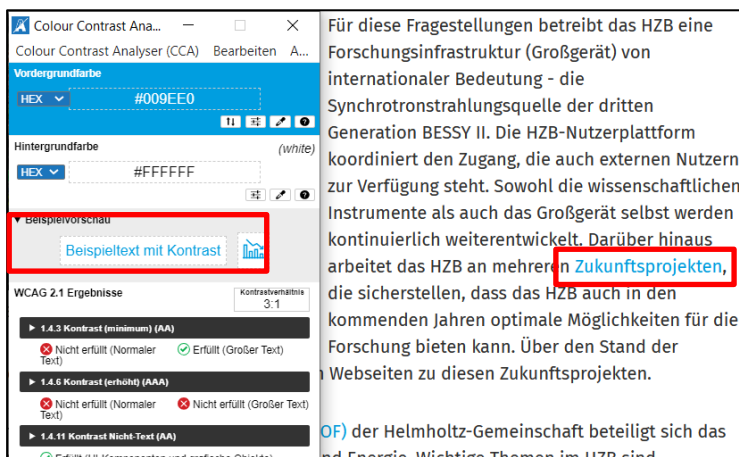 Colour Contrast Ana...
Colour Contrast Analyser (CCA) Bearbeiten A...
Vordergrundfarbe
HEX #009EE0
Hintergrundfarbe (white)
HEX #FFFFFF
Beispielvorschau
Beispieltext mit Kontrast
WCAG 2.1 Ergebnisse
Kontrastverhältnis
3:1
1.4.3 Kontrast (minimum) (AA)
Nicht erfüllt (Normaler Text)
Erfüllt (Großer Text)
1.4.6 Kontrast (erhöht) (AAA)
Nicht erfüllt (Normaler Text)
Nicht erfüllt (Großer Text)
1.4.11 Kontrast Nicht-Text (AA)
Für diese Fragestellungen betreibt das HZB eine
Forschungsinfrastruktur (Großgerät) von
internationaler Bedeutung - die
Synchrotronstrahlungsquelle der dritten
Generation BESSY II. Die HZB-Nutzerplattform
koordiniert den Zugang, die auch externen Nutzern
zur Verfügung steht. Sowohl die wissenschaftlichen
Instrumente als auch das Großgerät selbst werden
kontinuierlich weiterentwickelt. Darüber hinaus
arbeitet das HZB an mehreren Zukunftsprojekten,
die sicherstellen, dass das HZB auch in den
kommenden Jahren optimale Möglichkeiten für die
Forschung bieten kann. Über den Stand der
Webseiten zu diesen Zukunftsprojekten.
OF) der Helmholtz-Gemeinschaft beteiligt sich das
nd Energie. Wichtige Themen im HZB sind